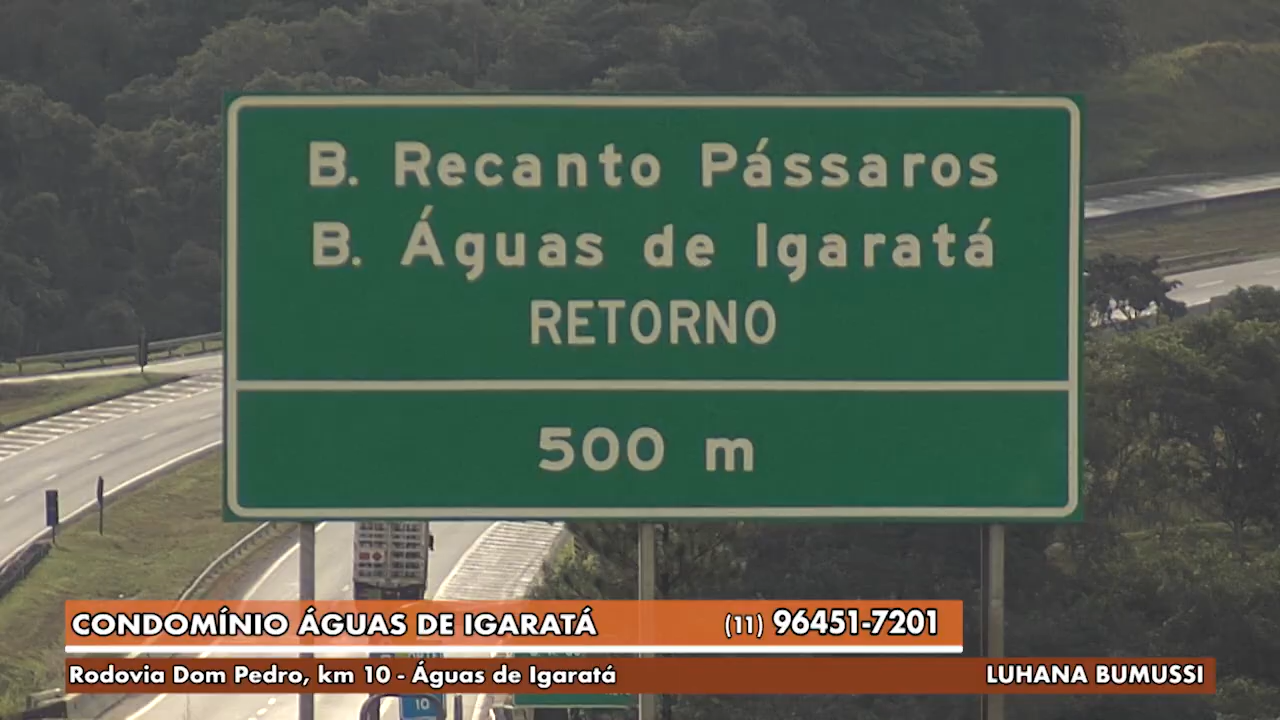 B. Recanto Pássaros
B. Águas de Igaratá
RETORNO
500 m
CONDOMÍNIO ÁGUAS DE IGARATÁ (11) 96451-7201
Rodovia Dom Pedro, km 10 - Águas de Igaratá LUHANA BUMUSSI
10